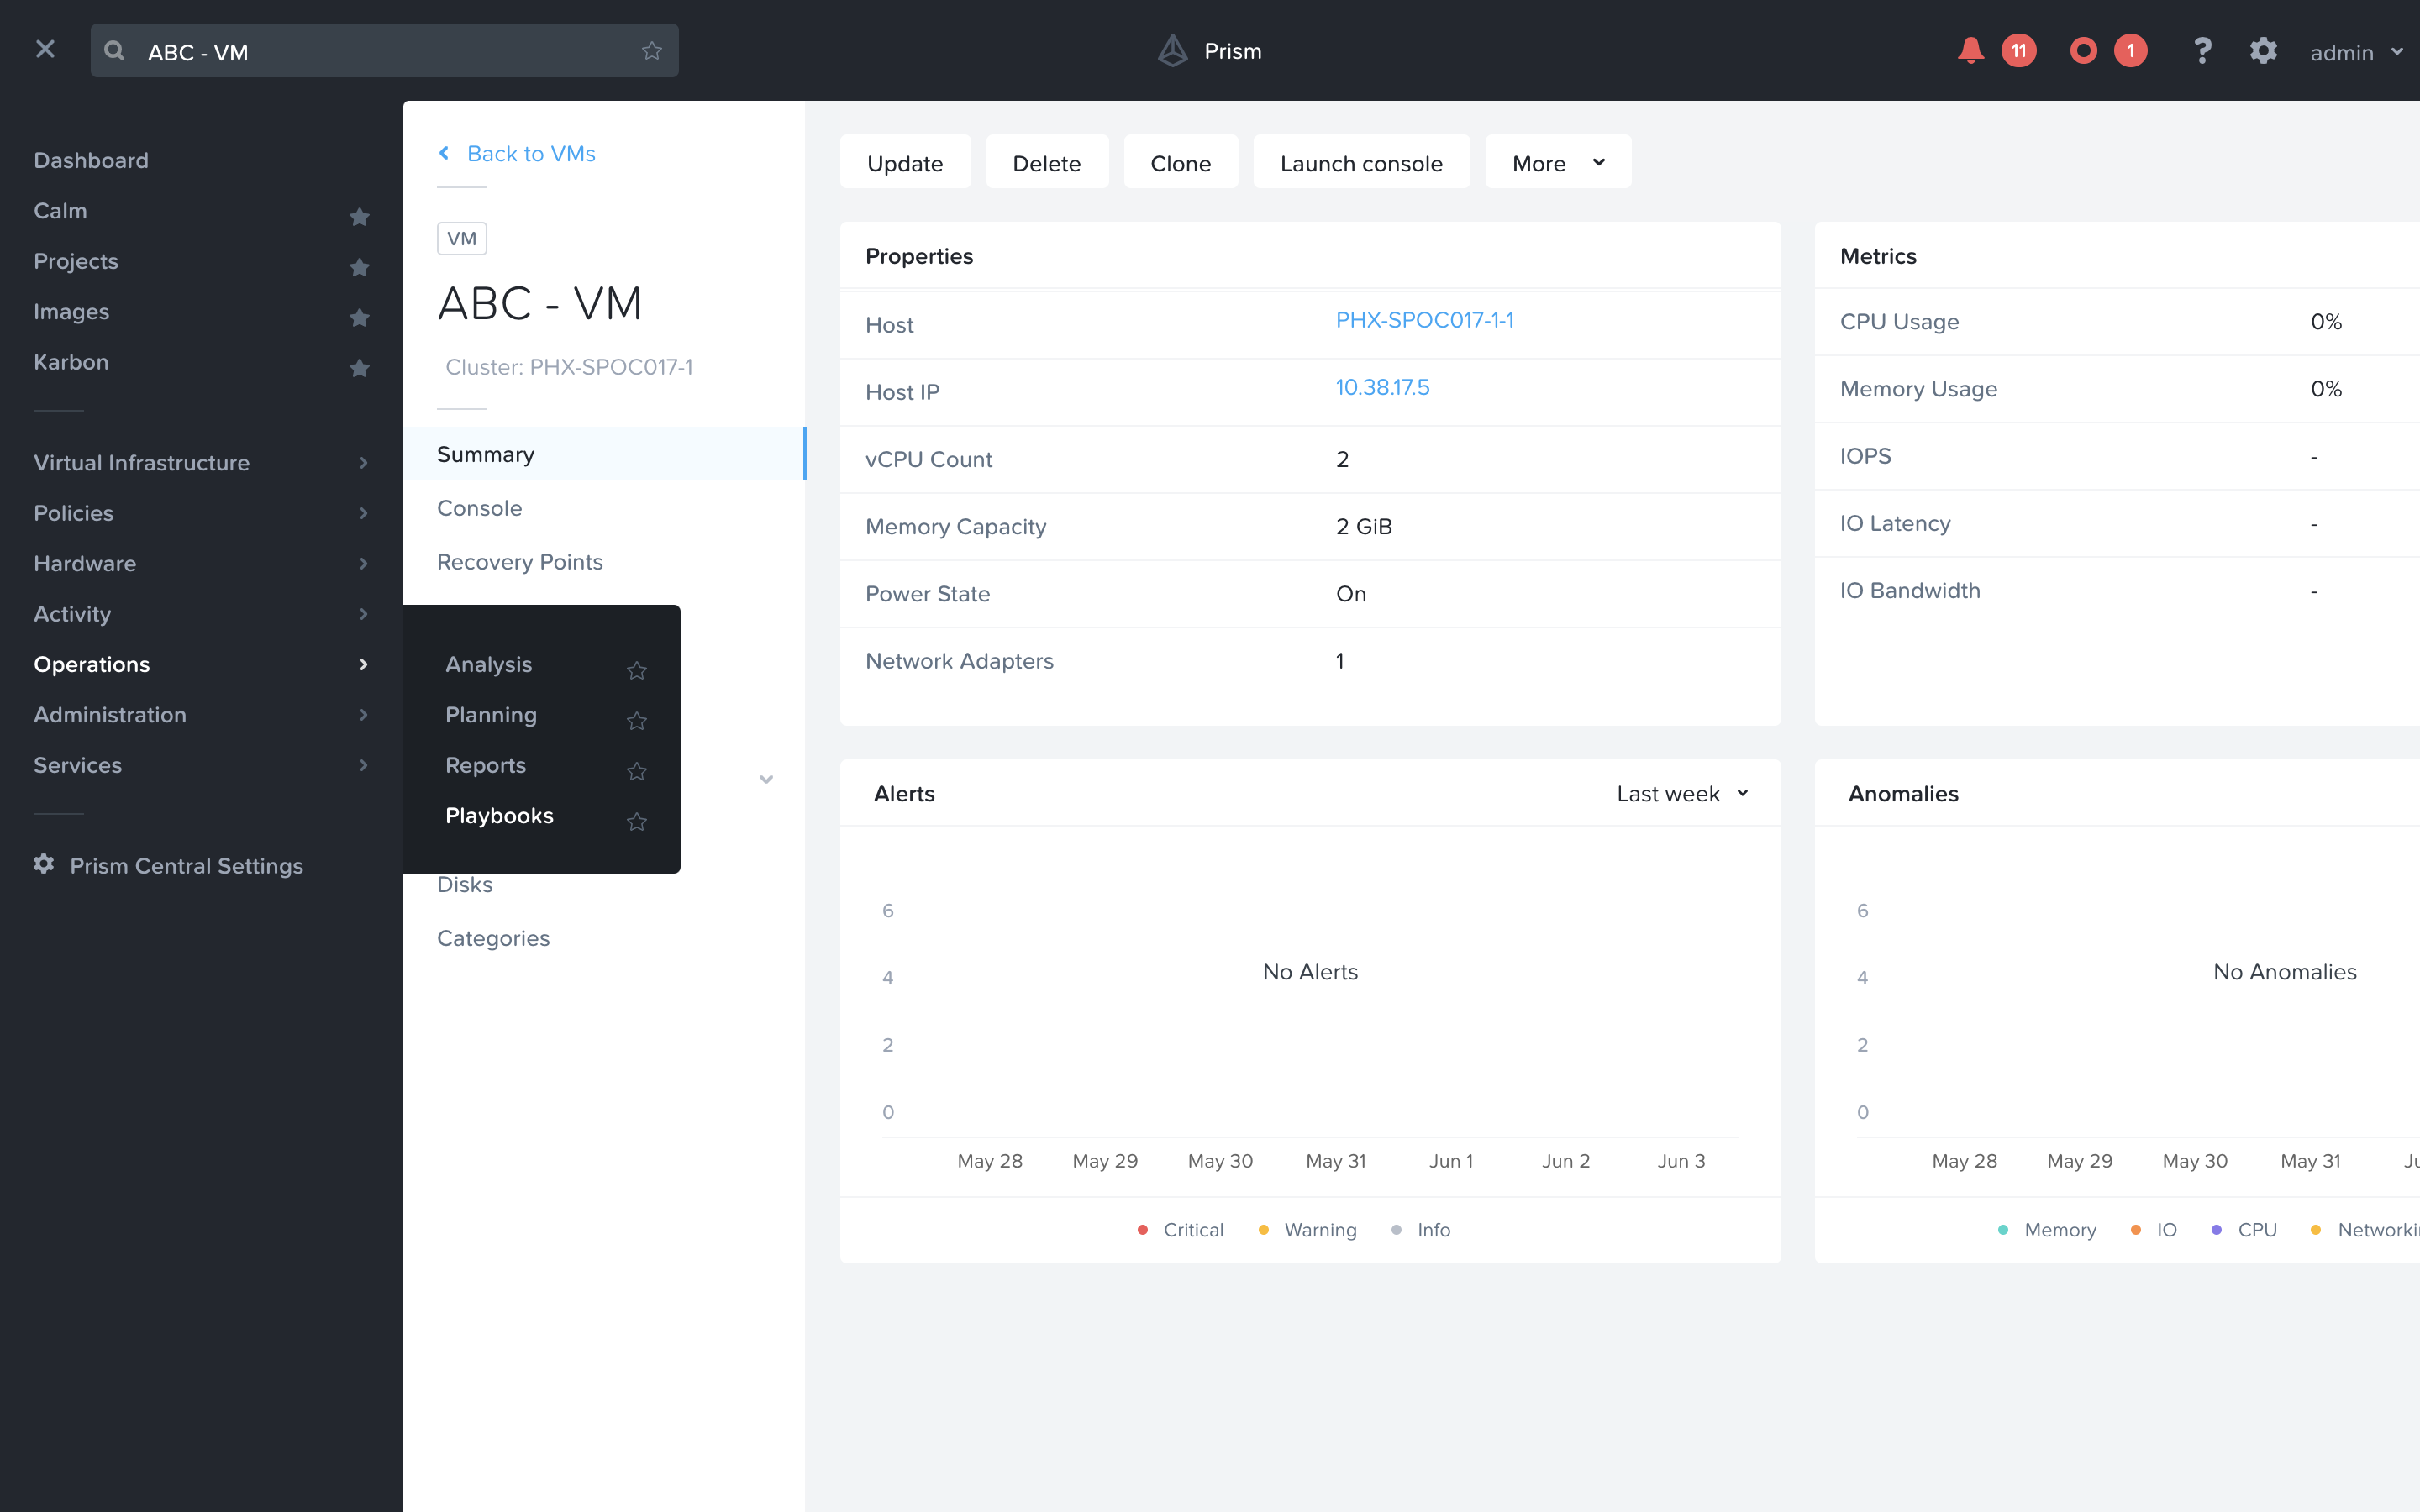 ABC - VM
Prism
11
1
?
admin
Dashboard
Calm
Projects
Images
Karbon
Virtual Infrastructure
Policies
Hardware
Activity
Operations
Administration
Services
Prism Central Settings
Back to VMs
VM
ABC - VM
Cluster: PHX-SPOC017-1
Summary
Console
Recovery Points
Analysis
Planning
Reports
Playbooks
Disks
Categories
Update
Delete
Clone
Launch console
More
Properties
Host PHX-SPOC017-1-1
Host IP 10.38.17.5
vCPU Count 2
Memory Capacity 2 GiB
Power State On
Network Adapters 1
Metrics
CPU Usage 0%
Memory Usage 0%
IOPS -
IO Latency -
IO Bandwidth -
Alerts
Last week
6
4
2
0
No Alerts
May 28 May 29 May 30 May 31 Jun 1 Jun 2 Jun 3
Critical Warning Info
Anomalies
6
4
2
0
No Anomalies
May 28 May 29 May 30 May 31 Ju
Memory IO CPU Networki